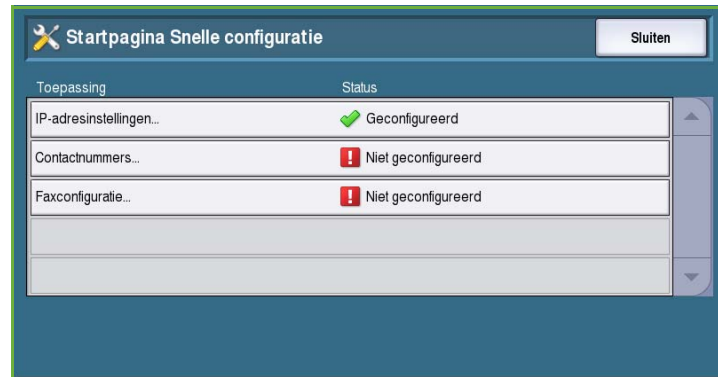 Startpagina Snelle configuratie
Sluiten
Toepassing Status
IP-adresinstellingen... Geconfigureerd
Contactnummers... Niet geconfigureerd
Faxconfiguratie... Niet geconfigureerd